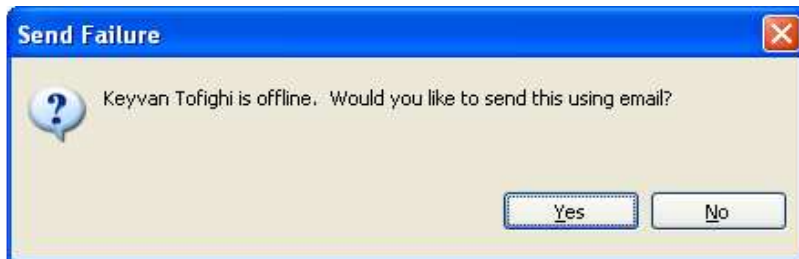 Send Failure
Keyvan Tofighi is offline.  Would you like to send this using email?
Yes No